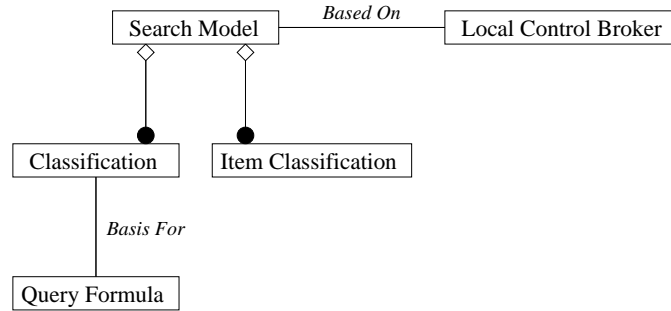 Based On
Search Model
Local Control Broker
Classification
Item Classification
Basis For
Query Formula